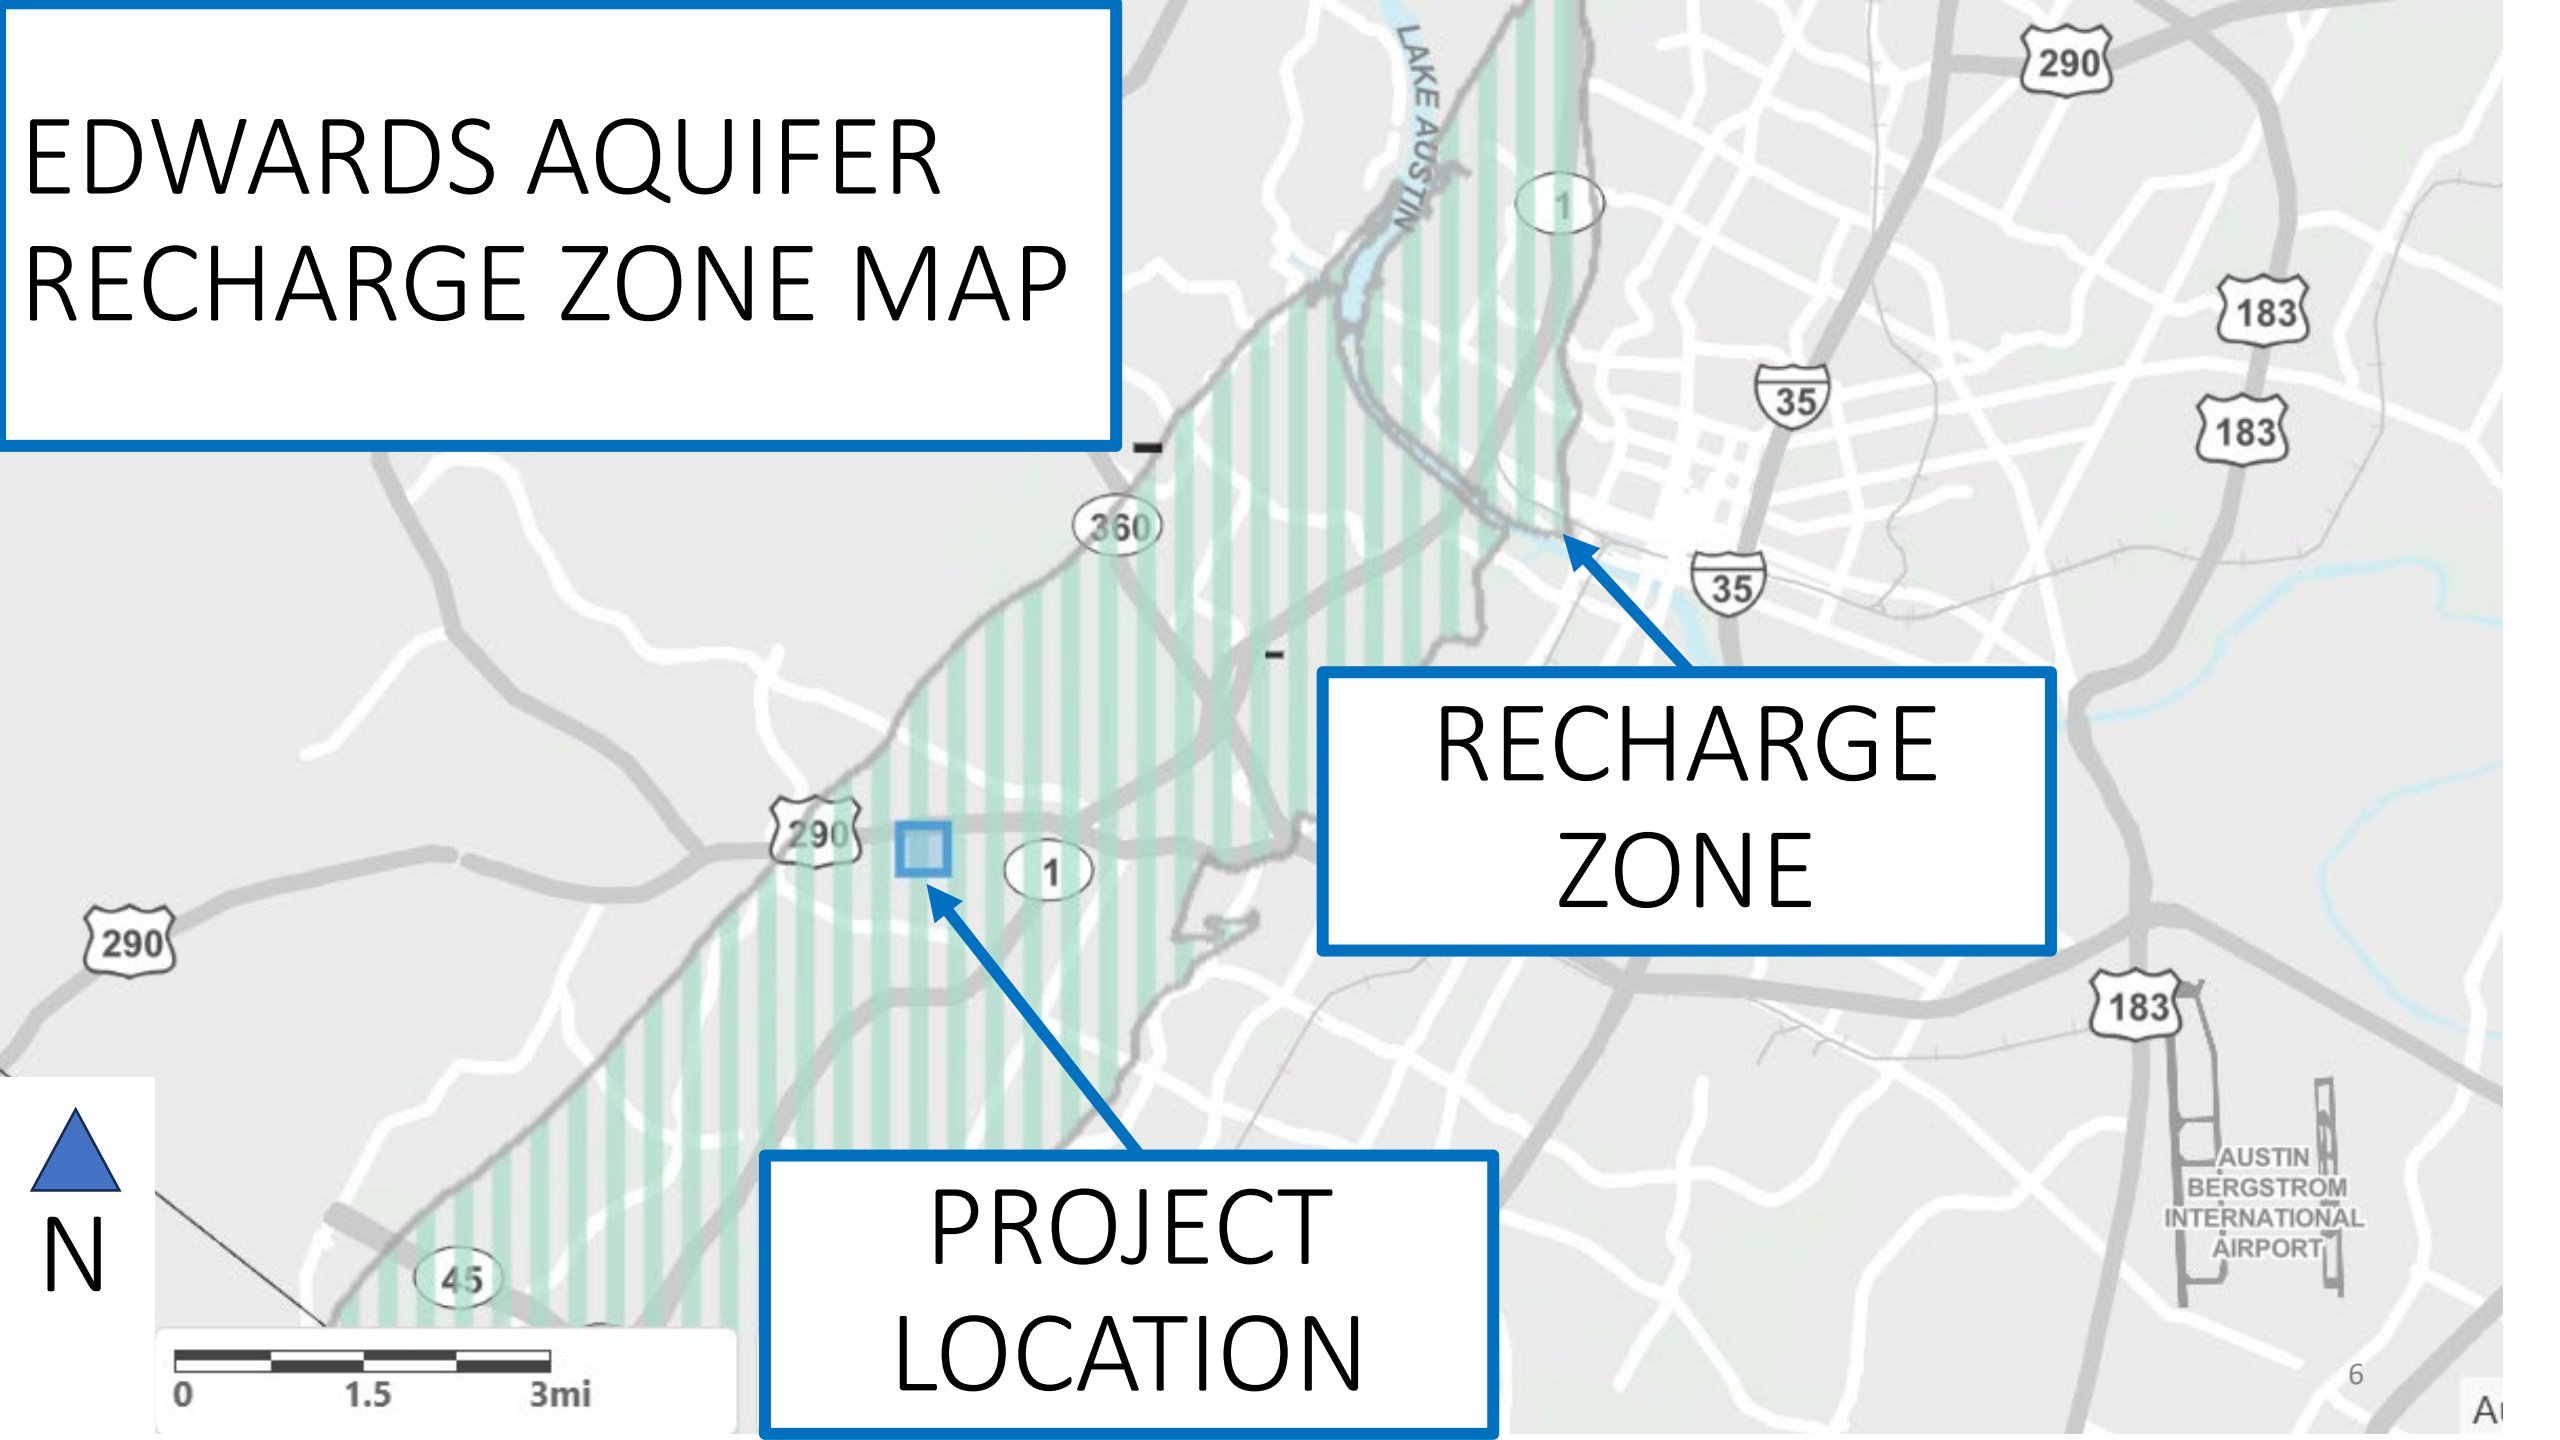 EDWARDS AQUIFER
RECHARGE ZONE MAP
LAKE AUSTIN
290
1
183
35
183
360
35
RECHARGE
ZONE
290
1
290
183
PROJECT
LOCATION
AUSTIN
BERGSTROM
INTERNATIONAL
AIRPORT
N
45
0 1.5 3mi
6